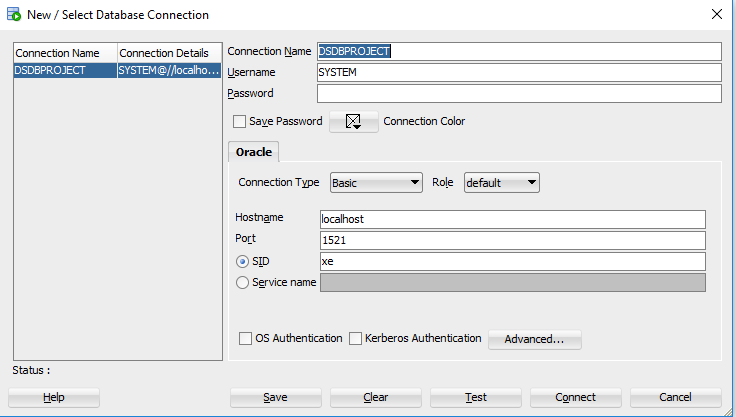 New / Select Database Connection
Connection Name Connection Details
DSDBPROJECT SYSTEM@//localho...
Connection Name DSDBPROJECT
Username SYSTEM
Password
Save Password Connection Color
Oracle
Connection Type Basic Role default
Hostname localhost
Port 1521
SID xe
Service name
OS Authentication Kerberos Authentication Advanced...
Status :
Help Save Clear Test Connect Cancel